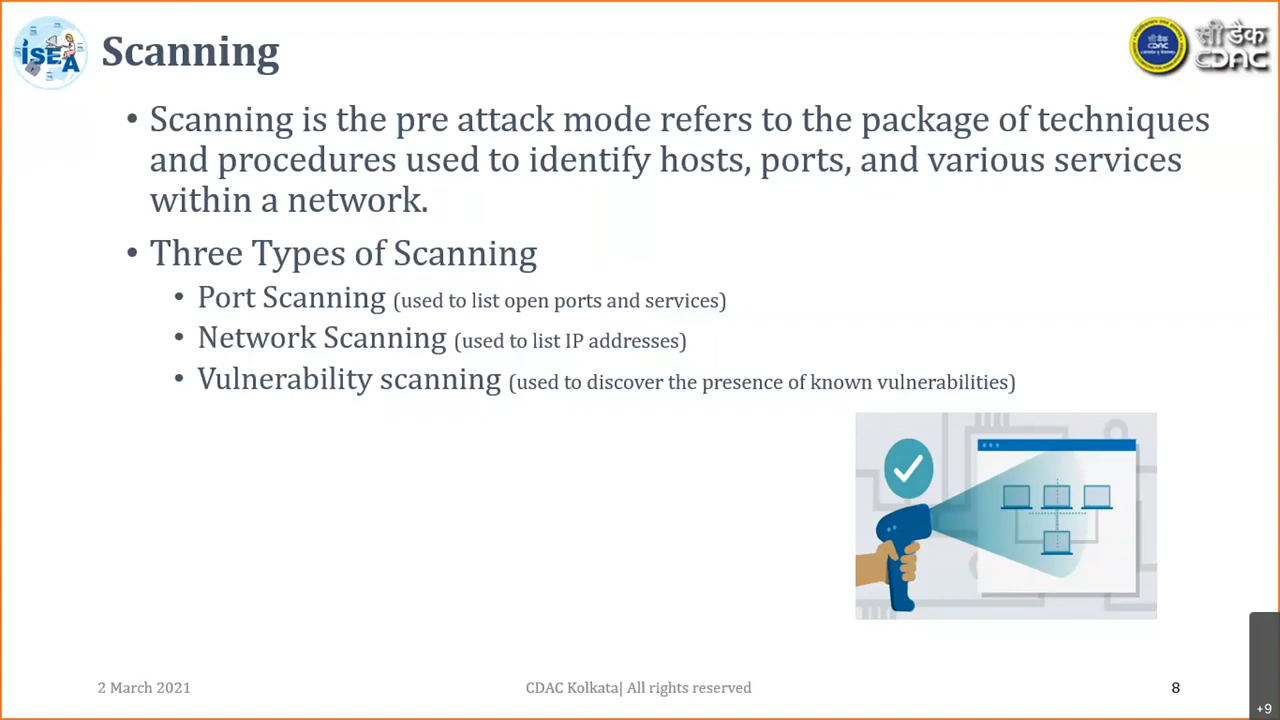 ISEA
Scanning
सी डैक
CDAC
CDAC
• Scanning is the pre attack mode refers to the package of techniques
and procedures used to identify hosts, ports, and various services
within a network.
• Three Types of Scanning
• Port Scanning (used to list open ports and services)
• Network Scanning (used to list IP addresses)
• Vulnerability scanning (used to discover the presence of known vulnerabilities)
2 March 2021
CDAC Kolkata| All rights reserved
8
+9